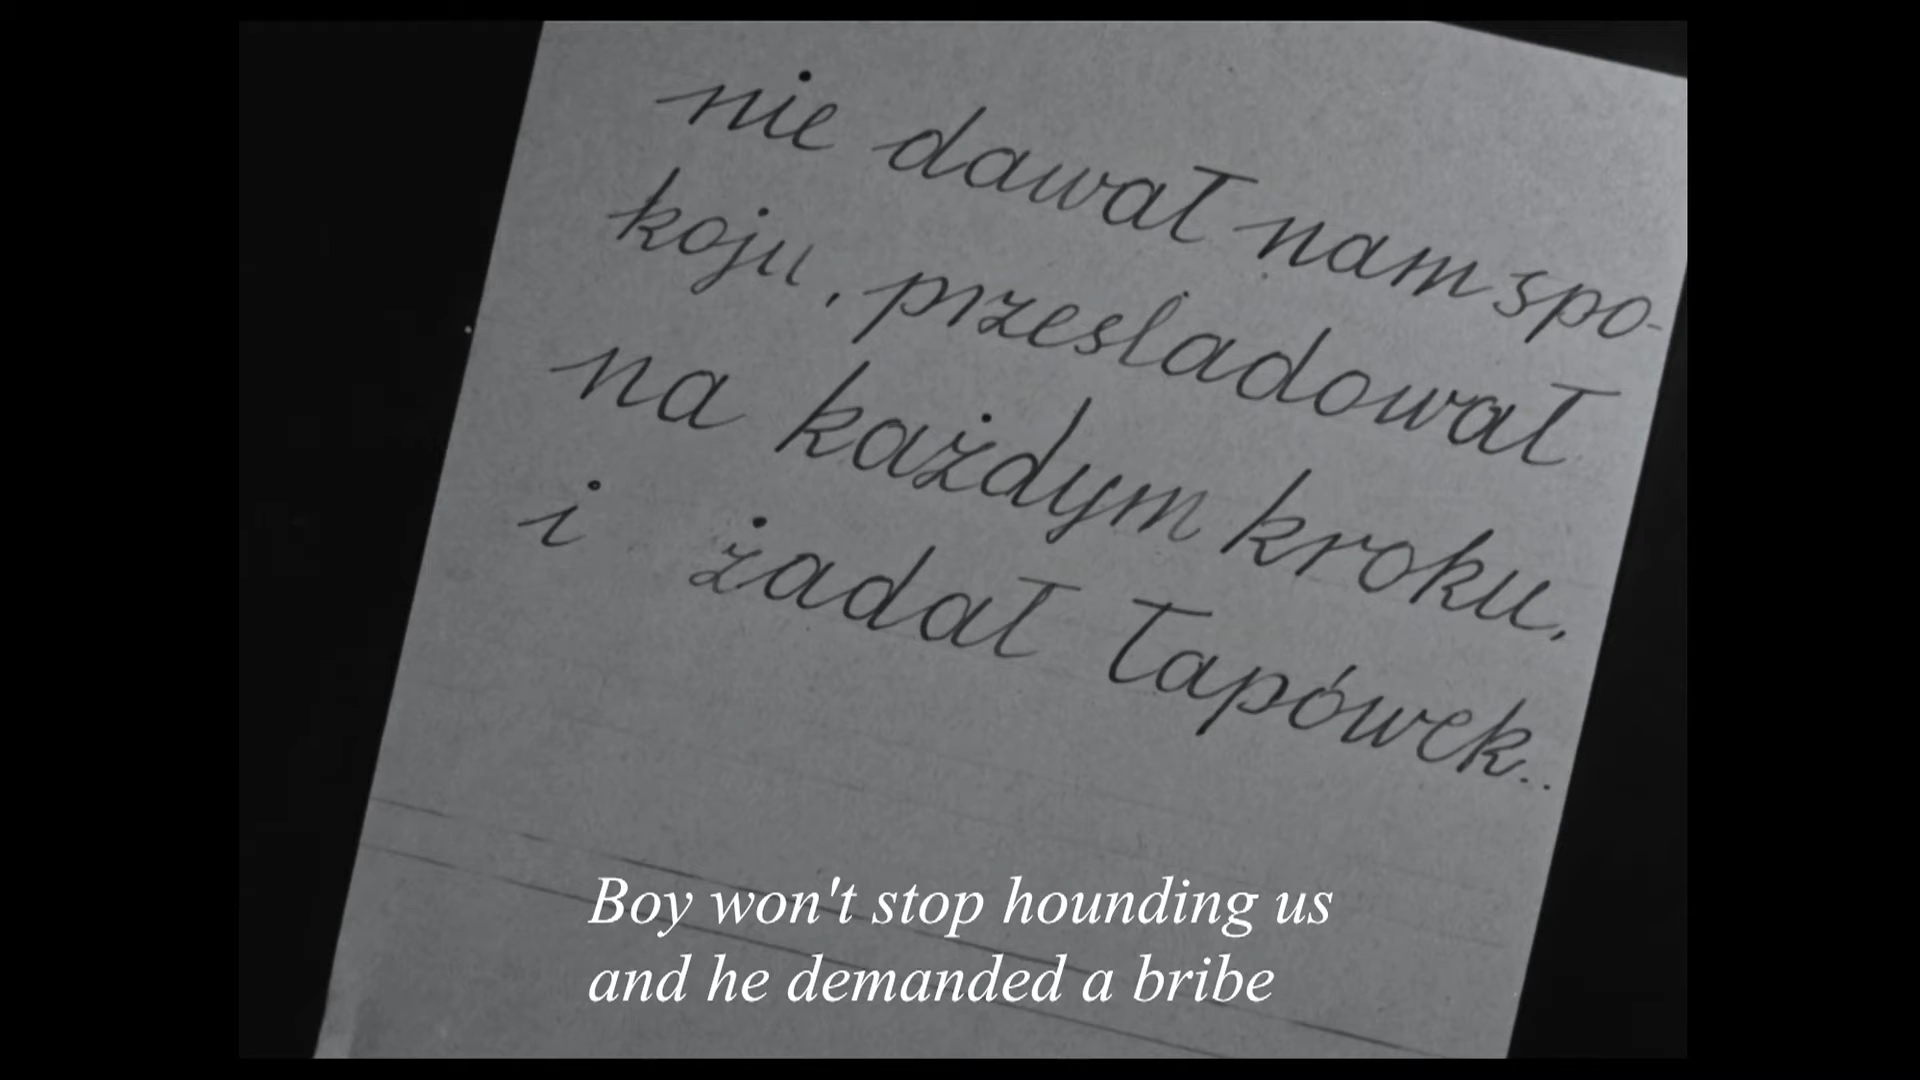 nie dawał nam spo-
koju, prześladował
na każdym kroku,
i żadał łapówek...
Boy won't stop hounding us
and he demanded a bribe